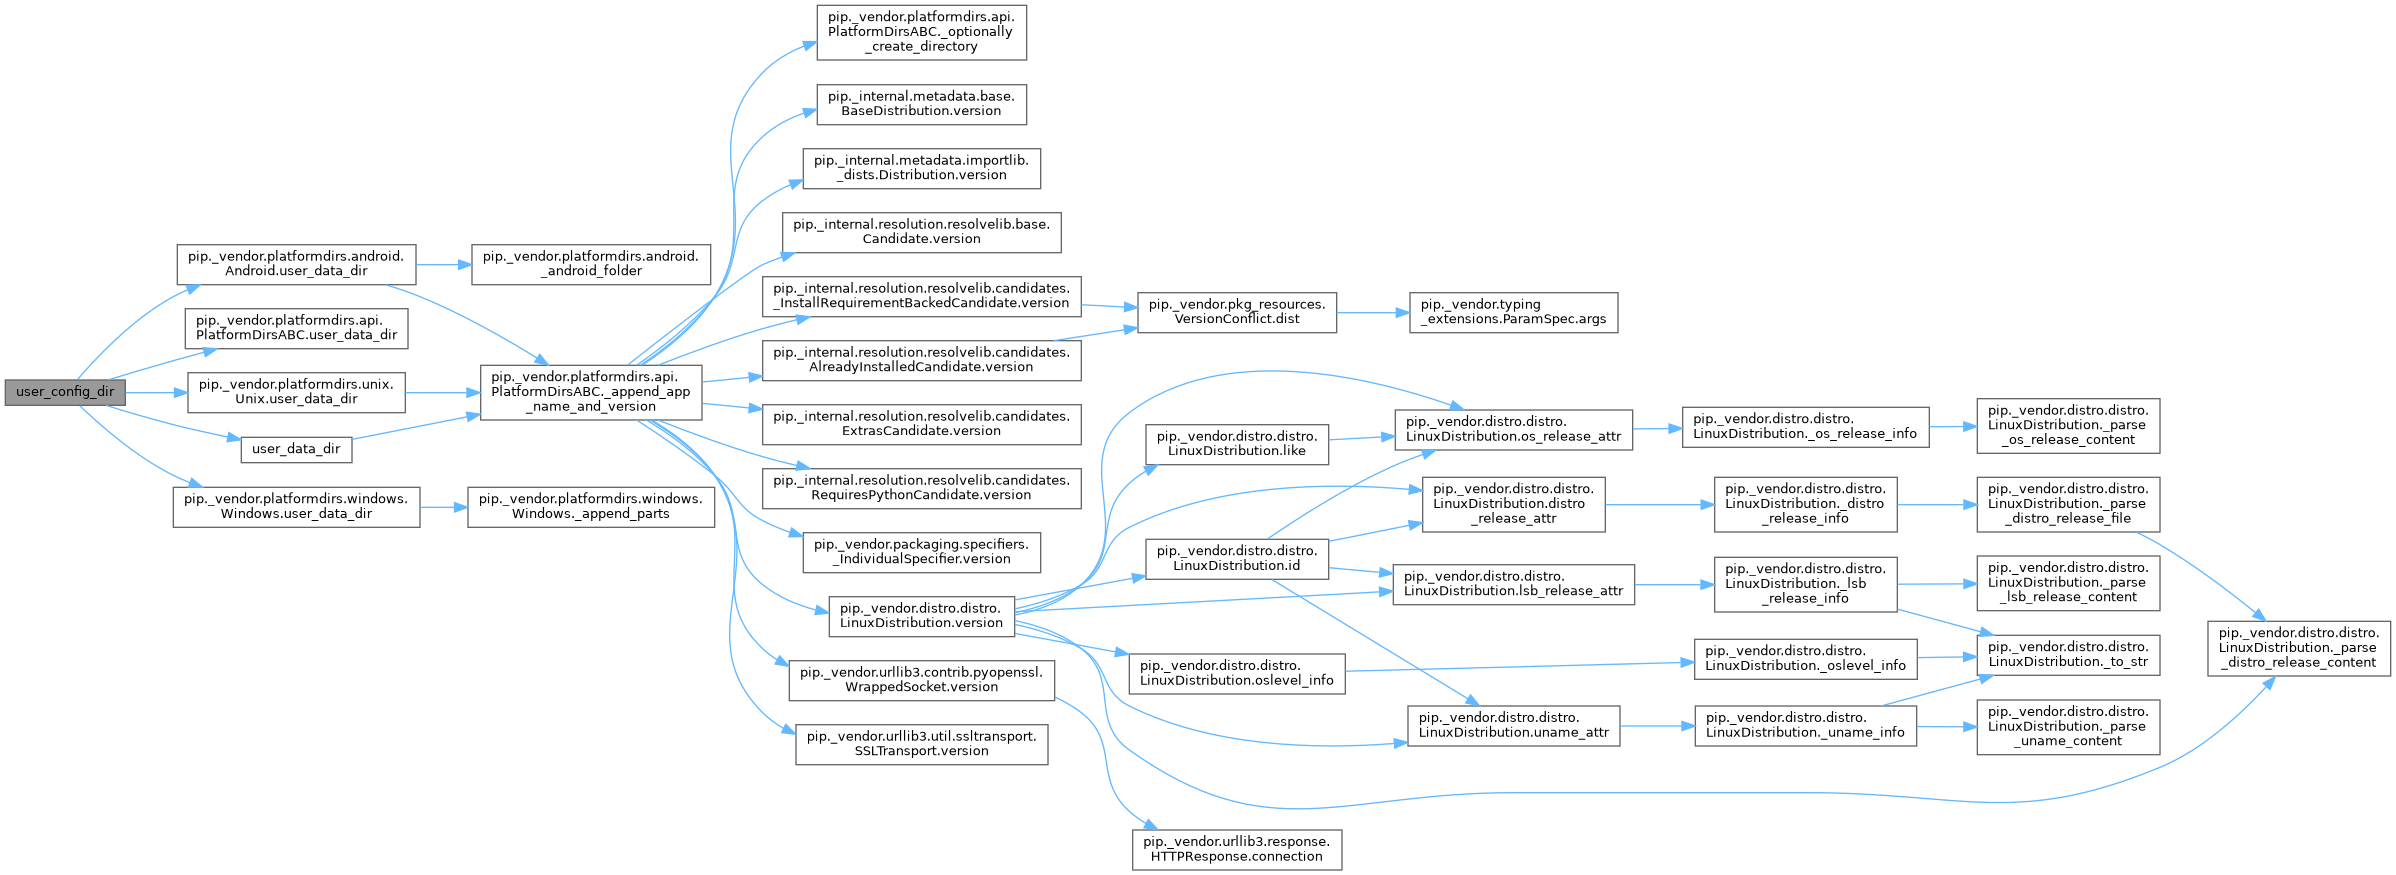 user_config_dir
pip._vendor.platformdirs.android.
Android.user_data_dir
pip._vendor.platformdirs.api.
PlatformDirsABC.user_data_dir
pip._vendor.platformdirs.unix.
Unix.user_data_dir
user_data_dir
pip._vendor.platformdirs.windows.
Windows.user_data_dir
pip._vendor.platformdirs.android.
_android_folder
pip._vendor.platformdirs.api.
PlatformDirsABC._append_app
_name_and_version
pip._vendor.platformdirs.windows.
Windows._append_parts
pip._vendor.platformdirs.api.
PlatformDirsABC._optionally
_create_directory
pip._internal.metadata.base.
BaseDistribution.version
pip._internal.metadata.importlib.
_dists.Distribution.version
pip._internal.resolution.resolvelib.base.
Candidate.version
pip._internal.resolution.resolvelib.candidates.
_InstallRequirementBackedCandidate.version
pip._internal.resolution.resolvelib.candidates.
AlreadyInstalledCandidate.version
pip._internal.resolution.resolvelib.candidates.
ExtrasCandidate.version
pip._internal.resolution.resolvelib.candidates.
RequiresPythonCandidate.version
pip._vendor.packaging.specifiers.
_IndividualSpecifier.version
pip._vendor.distro.distro.
LinuxDistribution.version
pip._vendor.urllib3.contrib.pyopenssl.
WrappedSocket.version
pip._vendor.urllib3.util.ssltransport.
SSLTransport.version
pip._vendor.pkg_resources.
VersionConflict.dist
pip._vendor.distro.distro.
LinuxDistribution.like
pip._vendor.distro.distro.
LinuxDistribution.id
pip._vendor.distro.distro.
LinuxDistribution.oslevel_info
pip._vendor.urllib3.response.
HTTPResponse.connection
pip._vendor.typing
_extensions.ParamSpec.args
pip._vendor.distro.distro.
LinuxDistribution.os_release_attr
pip._vendor.distro.distro.
LinuxDistribution.distro
_release_attr
pip._vendor.distro.distro.
LinuxDistribution.lsb_release_attr
pip._vendor.distro.distro.
LinuxDistribution.uname_attr
pip._vendor.distro.distro.
LinuxDistribution._os_release_info
pip._vendor.distro.distro.
LinuxDistribution._distro
_release_info
pip._vendor.distro.distro.
LinuxDistribution._lsb
_release_info
pip._vendor.distro.distro.
LinuxDistribution._oslevel_info
pip._vendor.distro.distro.
LinuxDistribution._uname_info
pip._vendor.distro.distro.
LinuxDistribution._parse
_os_release_content
pip._vendor.distro.distro.
LinuxDistribution._parse
_distro_release_file
pip._vendor.distro.distro.
LinuxDistribution._parse
_lsb_release_content
pip._vendor.distro.distro.
LinuxDistribution._to_str
pip._vendor.distro.distro.
LinuxDistribution._parse
_uname_content
pip._vendor.distro.distro.
LinuxDistribution._parse
_distro_release_content